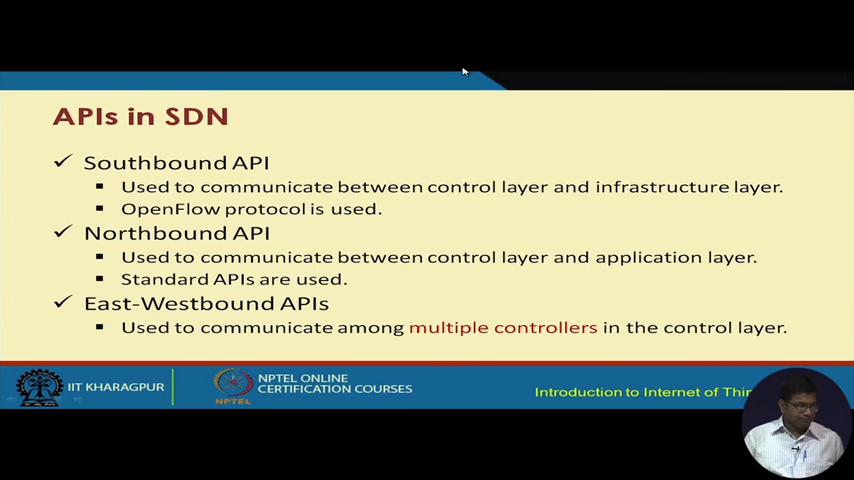 APIs in SDN
Southbound API
Used to communicate between control layer and infrastructure layer.
OpenFlow protocol is used.
Northbound API
Used to communicate between control layer and application layer.
Standard APIs are used.
East-Westbound APIs
Used to communicate among multiple controllers in the control layer.
IIT KHARAGPUR
NPTEL ONLINE
CERTIFICATION COURSES
NPTEL
Introduction to Internet of